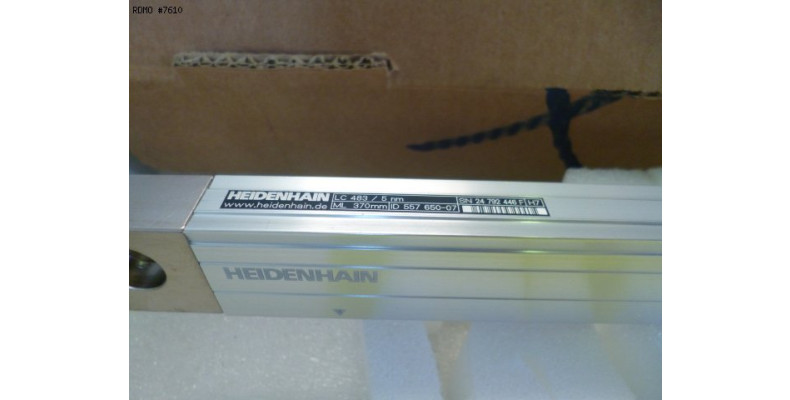 RDMO #7610
HEIDENHAIN LC 483 / 5 nm SN 24 792 446 F H7
www.heidenhain.de ML 370mm ID 557 650-07
HEIDENHAIN